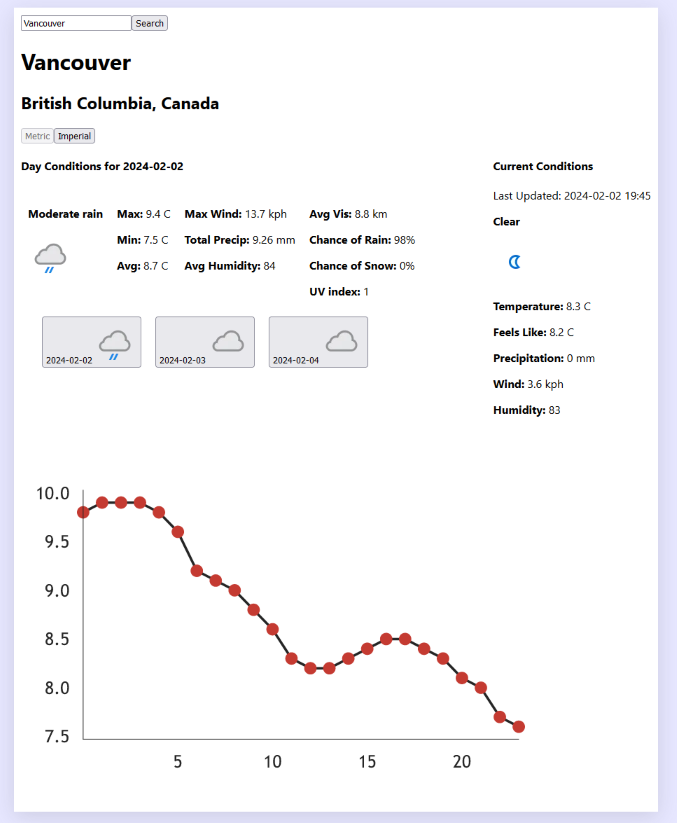 Vancouver Search
Vancouver
British Columbia, Canada
Metric Imperial
Day Conditions for 2024-02-02
Moderate rain
Max: 9.4 C
Min: 7.5 C
Avg: 8.7 C
Max Wind: 13.7 kph
Total Precip: 9.26 mm
Avg Humidity: 84
Avg Vis: 8.8 km
Chance of Rain: 98%
Chance of Snow: 0%
UV index: 1
2024-02-02
2024-02-03
2024-02-04
Current Conditions
Last Updated: 2024-02-02 19:45
Clear
Temperature: 8.3 C
Feels Like: 8.2 C
Precipitation: 0 mm
Wind: 3.6 kph
Humidity: 83
10.0
9.5
9.0
8.5
8.0
7.5
5 10 15 20